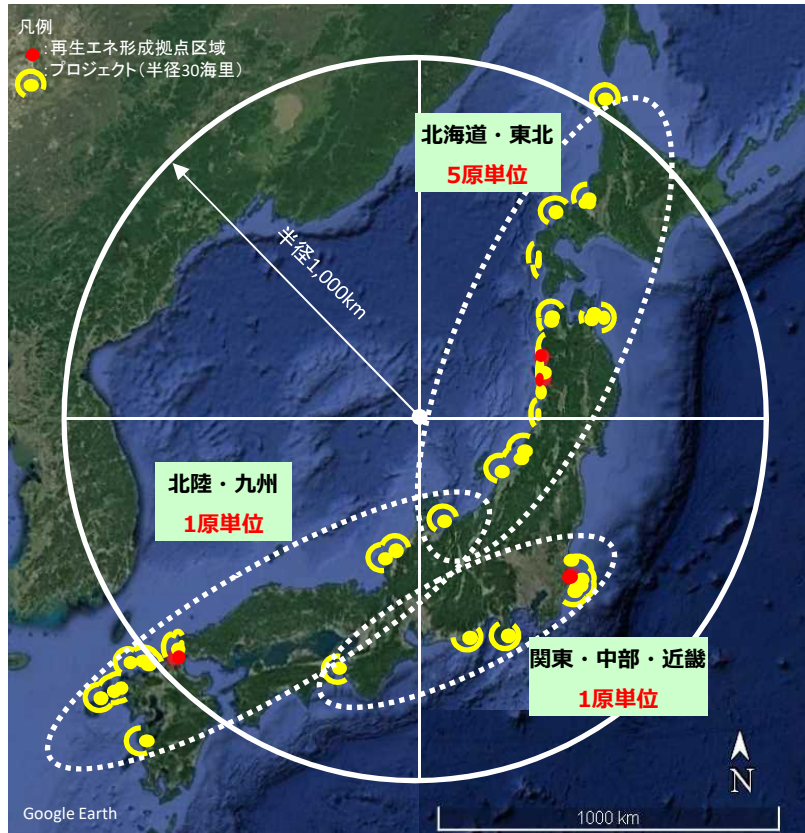 凡例
:再生エネ形成拠点区域
:プロジェクト(半径30海里)
北海道・東北
5原単位
半径1,000km
北陸・九州
1原単位
関東・中部・近畿
1原単位
N
Google Earth
1000 km